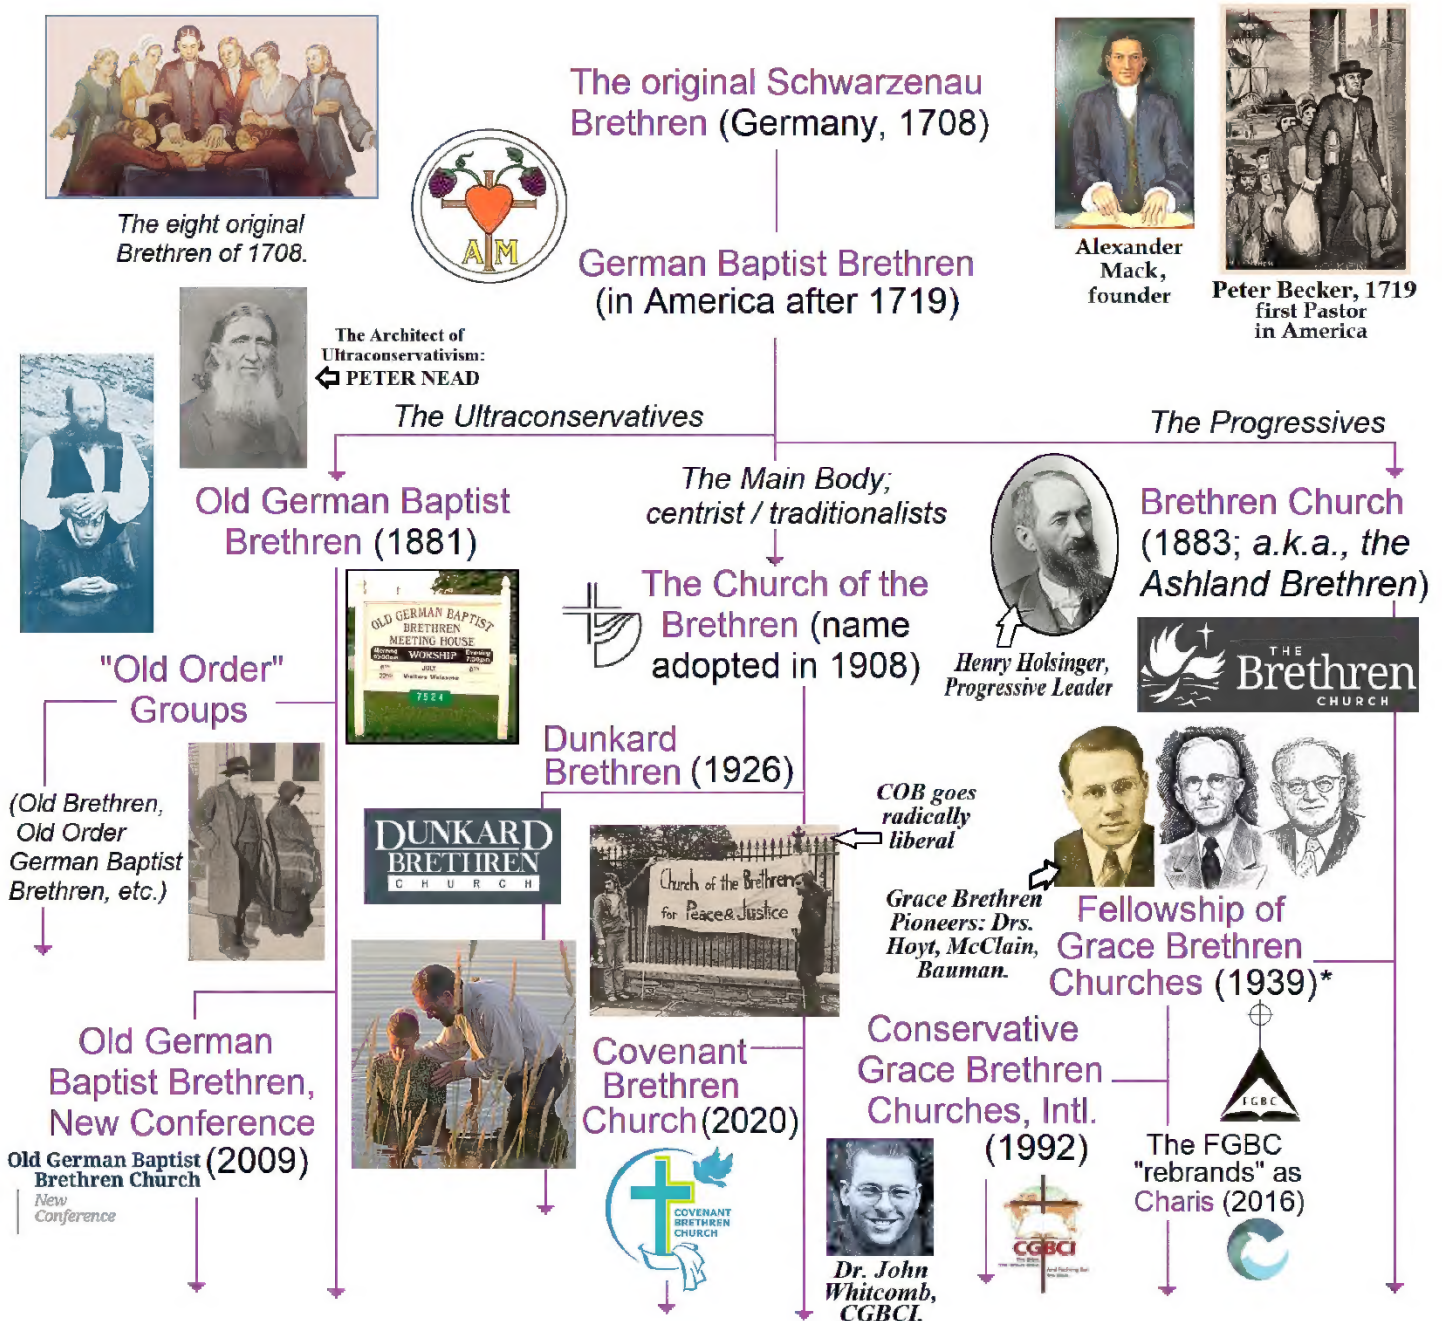 The original Schwarzenau
Brethren (Germany, 1708)
The eight original
Brethren of 1708.
A M
Alexander
Mack,
founder
Peter Becker, 1719
first Pastor
in America
German Baptist Brethren
(in America after 1719)
The Architect of
Ultraconservativism:
PETER NEAD
The Ultraconservatives
The Progressives
The Main Body;
centrist / traditionalists
Old German Baptist
Brethren (1881)
Brethren Church
(1883; a.k.a., the
Ashland Brethren)
The Church of the
Brethren (name
adopted in 1908)
OLD GERMAN BAPTIST
BRETHREN
MEETING HOUSE
Morning
WORSHIP
Evening
JULY
Visitors Welcome
7524
Henry Holsinger,
Progressive Leader
THE
Brethren
CHURCH
"Old Order"
Groups
(Old Brethren,
Old Order
German Baptist
Brethren, etc.)
Dunkard
Brethren (1926)
DUNKARD
BRETHREN
CHURCH
COB goes
radically
liberal
Church of the Brethren
for Peace & Justice
Grace Brethren
Pioneers: Drs.
Hoyt, McClain,
Bauman.
Fellowship of
Grace Brethren
Churches (1939)*
Old German
Baptist Brethren,
New Conference
(2009)
Old German Baptist
Brethren Church
New
Conference
Covenant
Brethren
Church (2020)
COVENANT
BRETHREN
CHURCH
Conservative
Grace Brethren
Churches, Intl.
(1992)
FGBC
The FGBC
"rebrands" as
Charis (2016)
CGBCI
Dr. John
Whitcomb,
CGBCI.